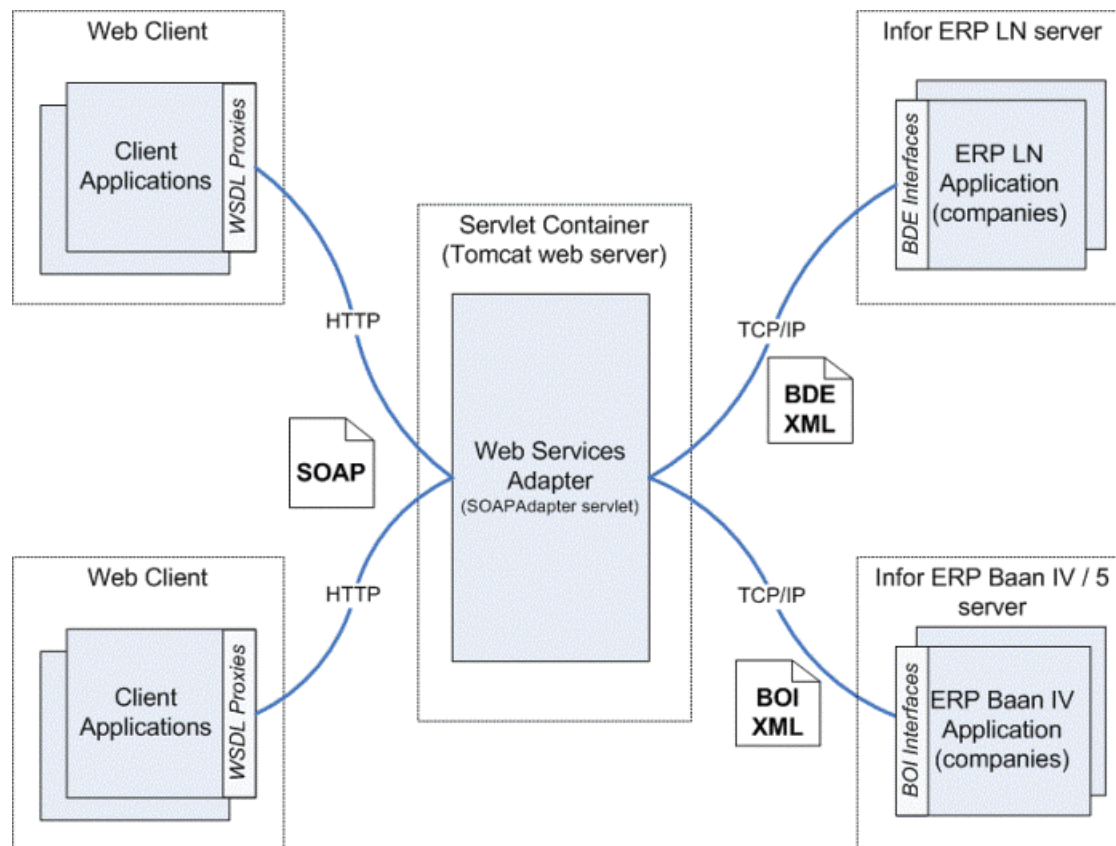 Web Client
Client
Applications
WSDL Proxies
HTTP
SOAP
Web Client
Client
Applications
WSDL Proxies
HTTP
Servlet Container
(Tomcat web server)
Web Services
Adapter
(SOAPAdapter servlet)
Infor ERP LN server
BDE Interfaces
ERP LN
Application
(companies)
TCP/IP
BDE
XML
Infor ERP Baan IV / 5
server
BOI Interfaces
ERP Baan IV
Application
(companies)
TCP/IP
BOI
XML